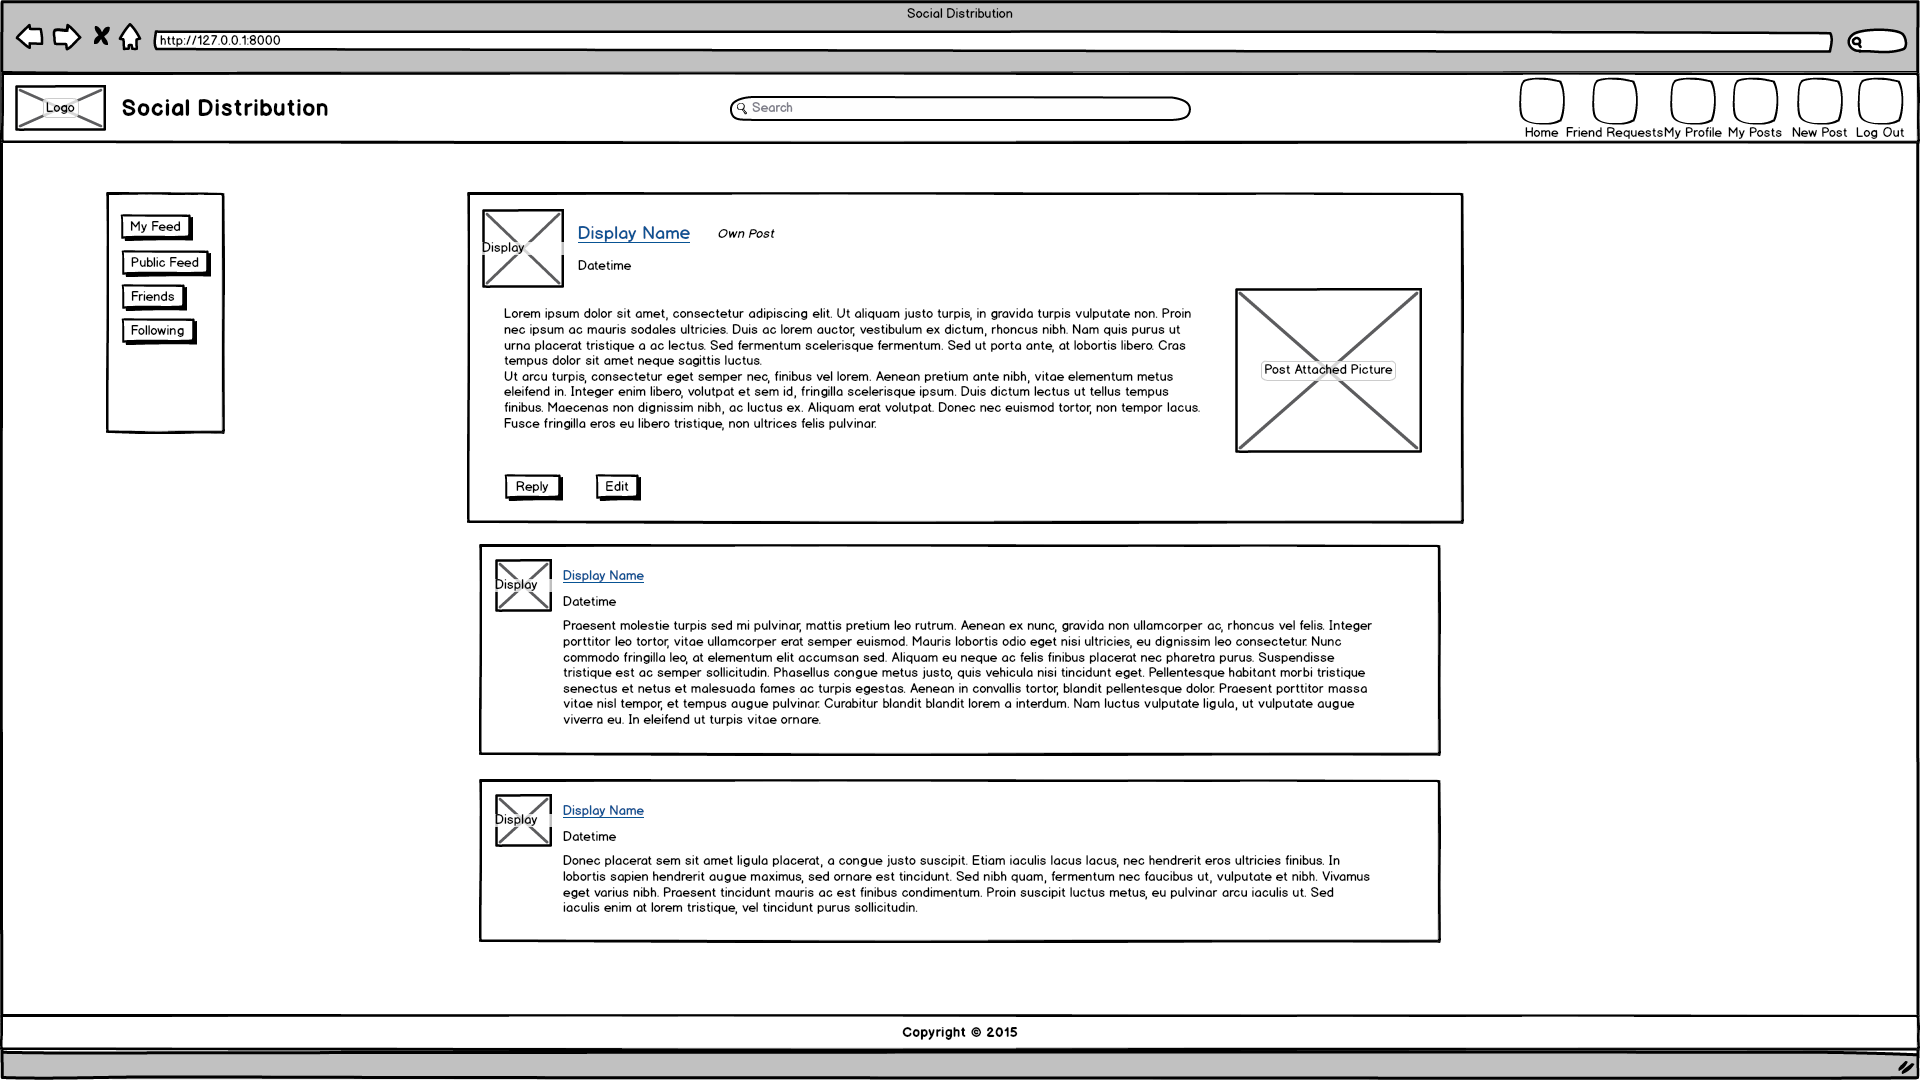 Social Distribution
http://127.0.0.1:8000
Logo
Social Distribution
Search
Home
Friend Requests
My Profile
My Posts
New Post
Log Out
My Feed
Public Feed
Friends
Following
Display
Display Name
Own Post
Datetime
Lorem ipsum dolor sit amet, consectetur adipiscing elit. Ut aliquam justo turpis, in gravida turpis vulputate non. Proin
nec ipsum ac mauris sodales ultricies. Duis ac lorem auctor, vestibulum ex dictum, rhoncus nibh. Nam quis purus ut
urna placerat tristique a ac lectus. Sed fermentum scelerisque fermentum. Sed ut porta ante, at lobortis libero. Cras
tempus dolor sit amet neque sagittis luctus.
Ut arcu turpis, consectetur eget semper nec, finibus vel lorem. Aenean pretium ante nibh, vitae elementum metus
eleifend in. Integer enim libero, volutpat et sem id, fringilla scelerisque ipsum. Duis dictum lectus ut tellus tempus
finibus. Maecenas non dignissim nibh, ac luctus ex. Aliquam erat volutpat. Donec nec euismod tortor, non tempor lacus.
Fusce fringilla eros eu libero tristique, non ultrices felis pulvinar.
Post Attached Picture
Reply
Edit
Display
Display Name
Datetime
Praesent molestie turpis sed mi pulvinar, mattis pretium leo rutrum. Aenean ex nunc, gravida non ullamcorper ac, rhoncus vel felis. Integer
porttitor leo tortor, vitae ullamcorper erat semper euismod. Mauris lobortis odio eget nisi ultricies, eu dignissim leo consectetur. Nunc
commodo fringilla leo, at elementum elit accumsan sed. Aliquam eu neque ac felis finibus placerat nec pharetra purus. Suspendisse
tristique est ac semper sollicitudin. Phasellus congue metus justo, quis vehicula nisi tincidunt eget. Pellentesque habitant morbi tristique
senectus et netus et malesuada fames ac turpis egestas. Aenean in convallis tortor, blandit pellentesque dolor. Praesent porttitor massa
vitae nisl tempor, et tempus augue pulvinar. Curabitur blandit blandit lorem a interdum. Nam luctus vulputate ligula, ut vulputate augue
viverra eu. In eleifend ut turpis vitae ornare.
Display
Display Name
Datetime
Donec placerat sem sit amet ligula placerat, a congue justo suscipit. Etiam iaculis lacus lacus, nec hendrerit eros ultricies finibus. In
lobortis sapien hendrerit augue maximus, sed ornare est tincidunt. Sed nibh quam, fermentum nec faucibus ut, vulputate et nibh. Vivamus
eget varius nibh. Praesent tincidunt mauris ac est finibus condimentum. Proin suscipit luctus metus, eu pulvinar arcu iaculis ut. Sed
iaculis enim at lorem tristique, vel tincidunt purus sollicitudin.
Copyright © 2015